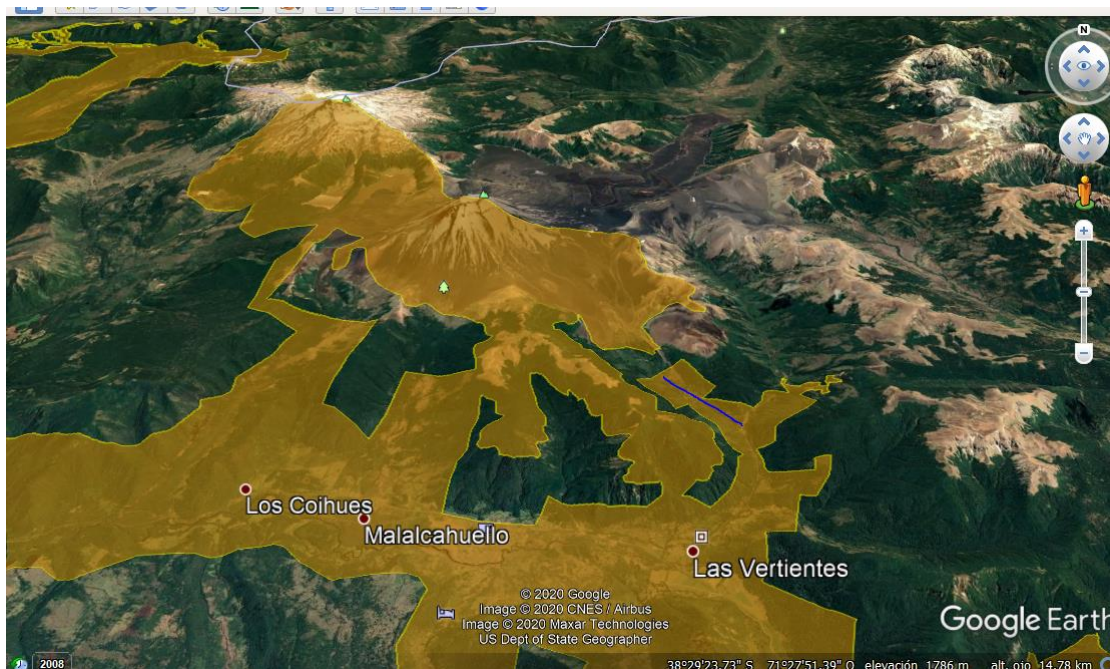 N
Los Coihues
Malalcahuello
Las Vertientes
© 2020 Google
Image © 2020 CNES / Airbus
Image © 2020 Maxar Technologies
US Dept of State Geographer
Google Earth
2008
38°29'23.73" S 71°27'51.39" O elevación 1786 m alt. ojo 14.78 km